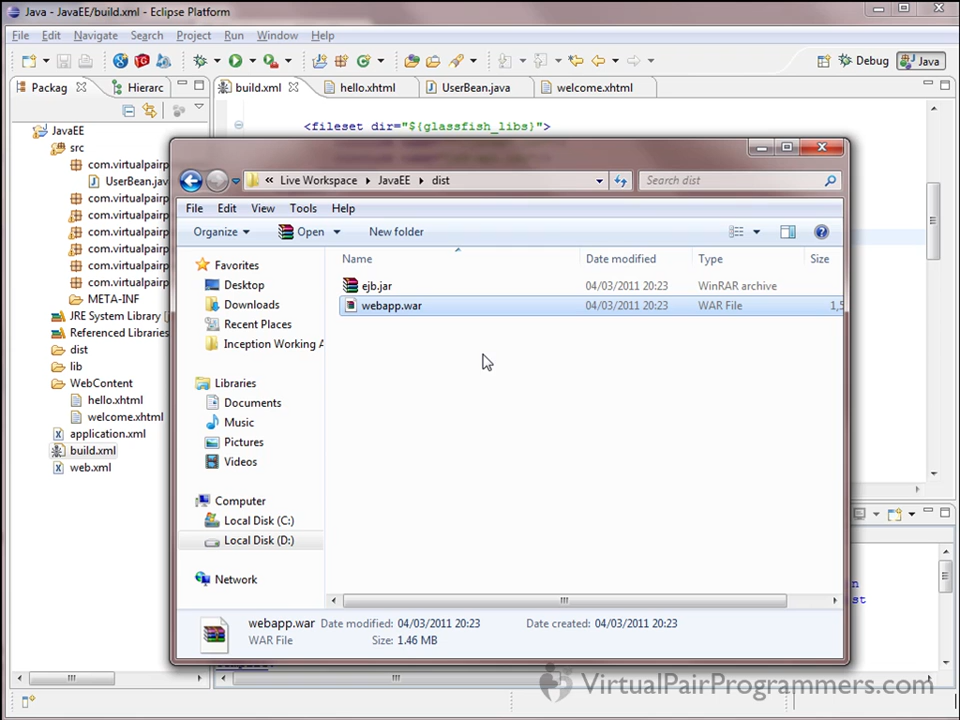 Java - JavaEE/build.xml - Eclipse Platform
File Edit Navigate Search Project Run Window Help
Debug Java
Packag Hierarc build.xml hello.xhtml UserBean.java welcome.xhtml
<fileset dir="${glassfish_libs}">
JavaEE
src
com.virtualpairp
UserBean.jav
com.virtualpairp
com.virtualpairp
com.virtualpairp
com.virtualpairp
com.virtualpairp
com.virtualpairp
META-INF
JRE System Library [
Referenced Libraries
dist
lib
WebContent
hello.xhtml
welcome.xhtml
application.xml
build.xml
web.xml
« Live Workspace JavaEE dist Search dist
File Edit View Tools Help
Organize Open New folder
Name Date modified Type Size
ejb.jar 04/03/2011 20:23 WinRAR archive
webapp.war 04/03/2011 20:23 WAR File 1,5
Favorites
Desktop
Downloads
Recent Places
Inception Working A
Libraries
Documents
Music
Pictures
Videos
Computer
Local Disk (C:)
Local Disk (D:)
Network
webapp.war Date modified: 04/03/2011 20:23 Date created: 04/03/2011 20:23
WAR File Size: 1.46 MB
VirtualPairProgrammers.com